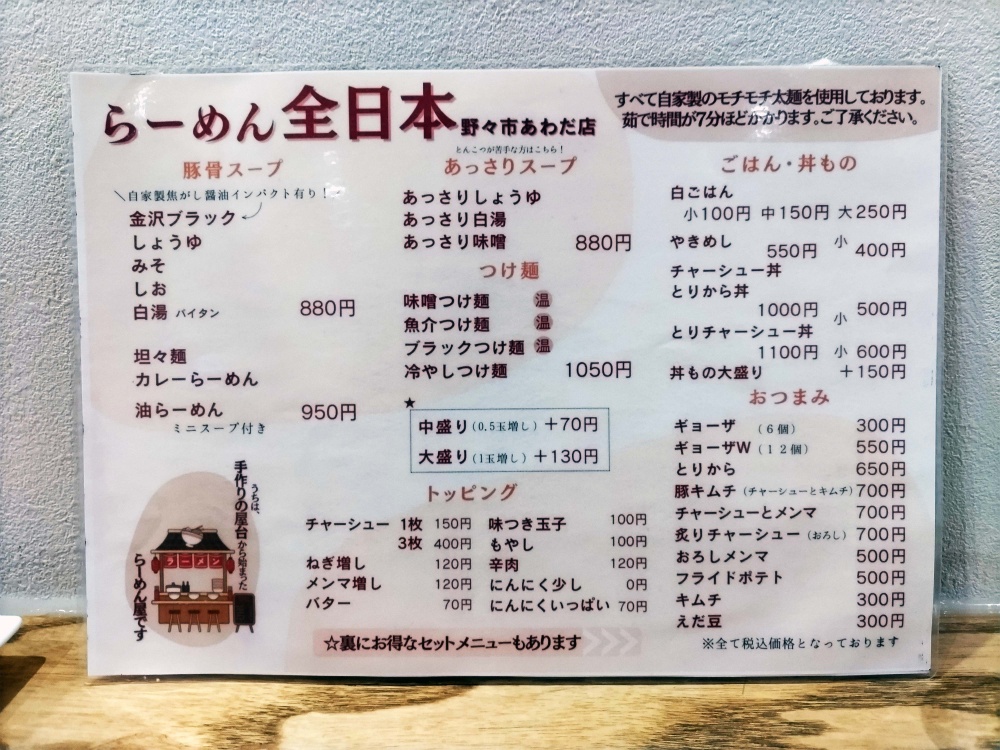 らーめん全日本 野々市あわだ店
すべて自家製のモチモチ太麺を使用しております。
茹で時間が7分ほどかかります。ご了承ください。
豚骨スープ
＼自家製焦がし醤油インパクト有り！
金沢ブラック
しょうゆ
みそ
しお
白湯 パイタン 880円
坦々麺
カレーらーめん
油らーめん 950円
ミニスープ付き
とんこつが苦手な方はこちら！
あっさりスープ
あっさりしょうゆ
あっさり白湯
あっさり味噌 880円
つけ麺
味噌つけ麺 温
魚介つけ麺 温
ブラックつけ麺 温
冷やしつけ麺 1050円
★
中盛り（0.5玉増し）＋70円
大盛り（1玉増し）＋130円
トッピング
チャーシュー 1枚 150円
3枚 400円
ねぎ増し 120円
メンマ増し 120円
バター 70円
味つき玉子 100円
もやし 100円
辛肉 120円
にんにく少し 0円
にんにくいっぱい 70円
ごはん・丼もの
白ごはん
小100円 中150円 大250円
やきめし 550円 小 400円
チャーシュー丼
とりから丼
1000円 小 500円
とりチャーシュー丼
1100円 小 600円
丼もの大盛り ＋150円
おつまみ
ギョーザ （6個） 300円
ギョーザW（12個） 550円
とりから 650円
豚キムチ（チャーシューとキムチ）700円
チャーシューとメンマ 700円
炙りチャーシュー（おろし） 700円
おろしメンマ 500円
フライドポテト 500円
キムチ 300円
えだ豆 300円
※全て税込価格となっております
うちは、
手作りの屋台から始まった
らーめん屋です
ラーメン
☆裏にお得なセットメニューもあります